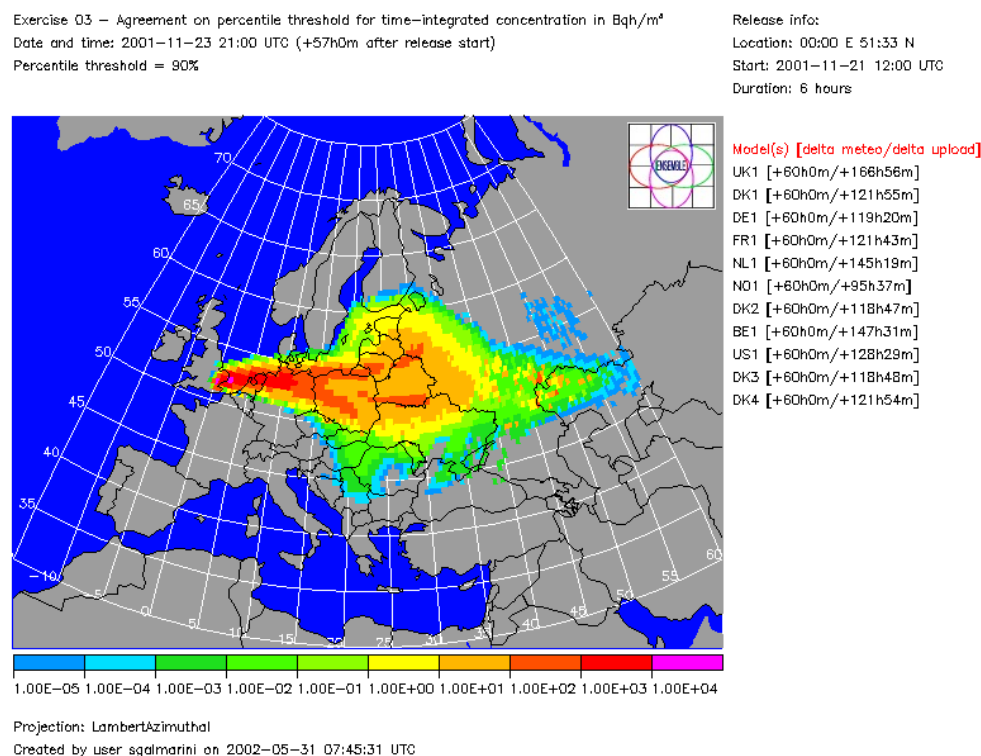 Exercise 03 – Agreement on percentile threshold for time–integrated concentration in Bqh/m³
Date and time: 2001–11–23 21:00 UTC (+57h0m after release start)
Percentile threshold = 90%
Release info:
Location: 00:00 E 51:33 N
Start: 2001–11–21 12:00 UTC
Duration: 6 hours
Model(s) [delta meteo/delta upload]
UK1 [+60h0m/+166h56m]
DK1 [+60h0m/+121h55m]
DE1 [+60h0m/+119h20m]
FR1 [+60h0m/+121h43m]
NL1 [+60h0m/+145h19m]
NO1 [+60h0m/+95h37m]
DK2 [+60h0m/+118h47m]
BE1 [+60h0m/+147h31m]
US1 [+60h0m/+128h29m]
DK3 [+60h0m/+118h48m]
DK4 [+60h0m/+121h54m]
ENSEMBLE
70
65
60
55
50
45
40
35
–10
–5
0
5
10
15
20
25
30
35
40
45
50
55
60
1.00E–05 1.00E–04 1.00E–03 1.00E–02 1.00E–01 1.00E+00 1.00E+01 1.00E+02 1.00E+03 1.00E+04
Projection: LambertAzimuthal
Created by user sgalmarini on 2002–05–31 07:45:31 UTC